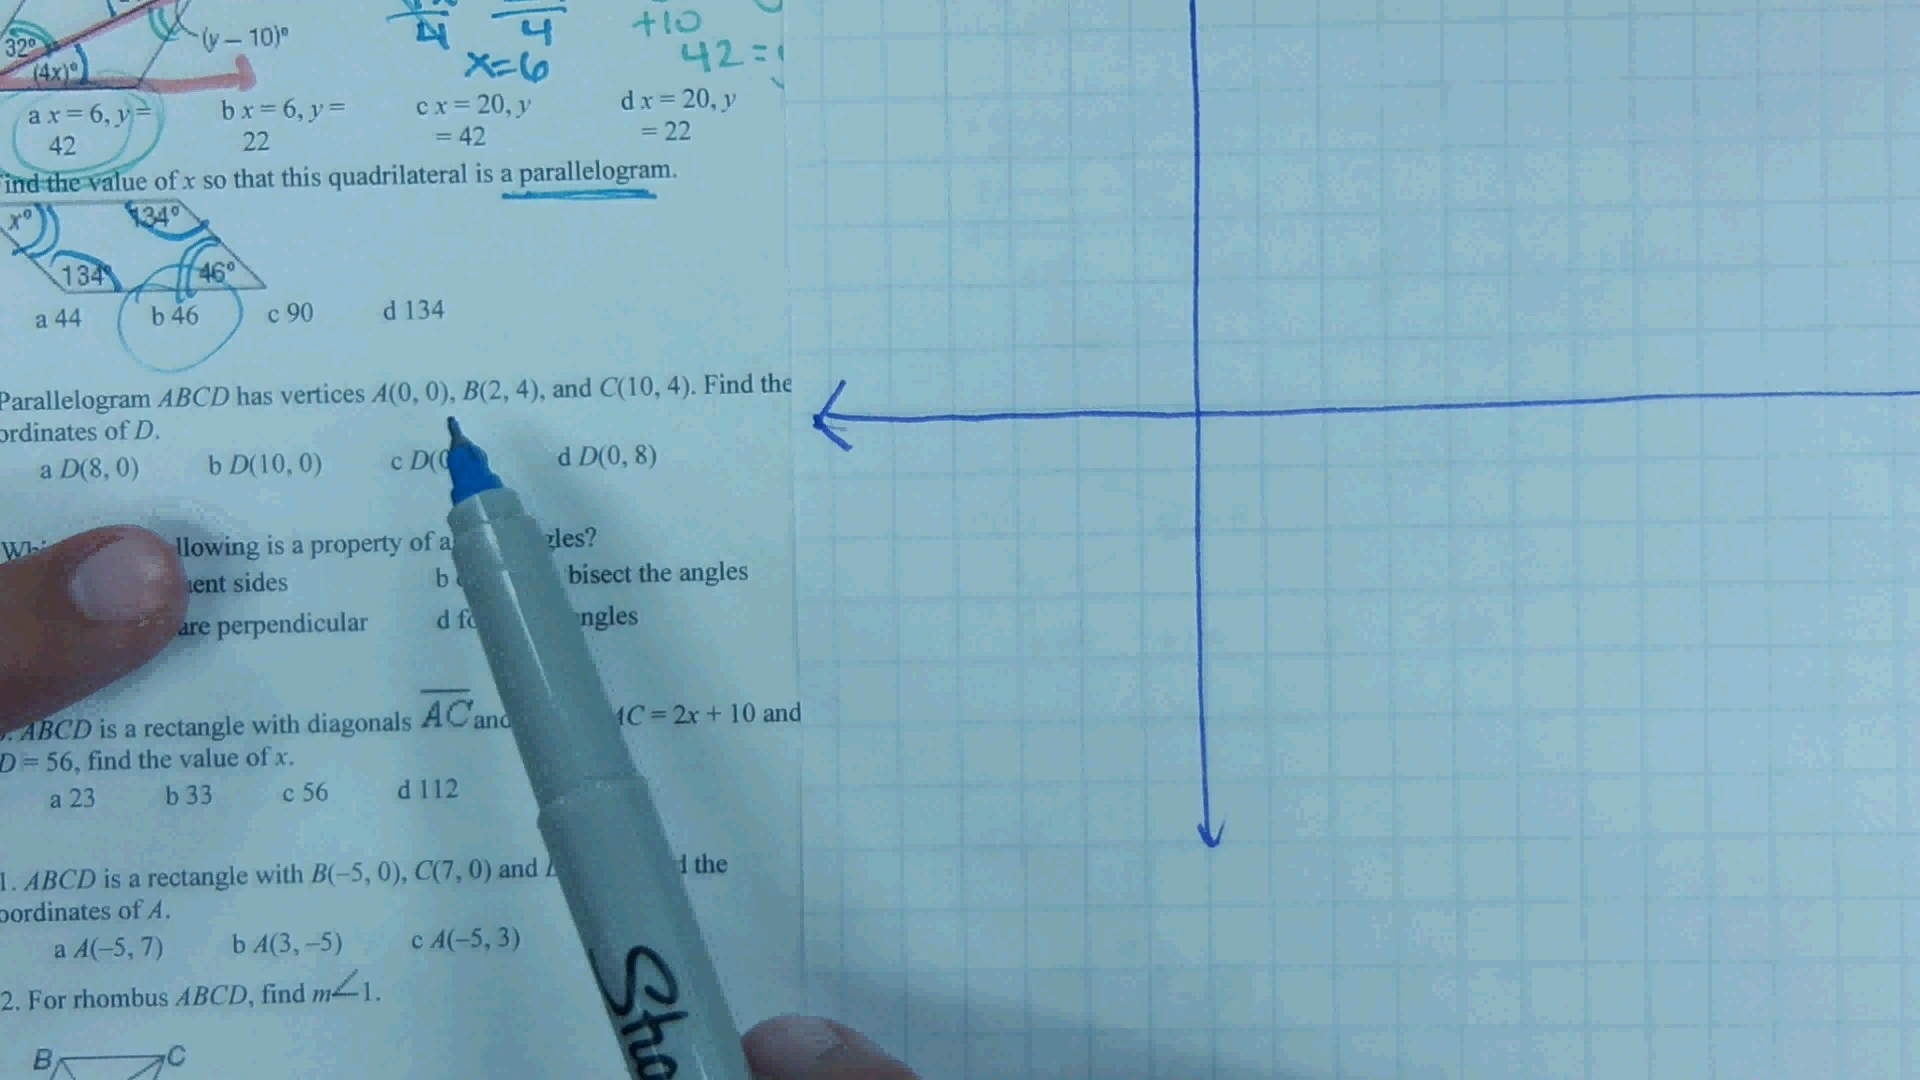 4 4 +10
32° (y – 10)°
(4x)° x=6 42 =
a x = 6, y = b x = 6, y = c x = 20, y d x = 20, y
42 22 = 42 = 22
ind the value of x so that this quadrilateral is a parallelogram.
x° 134°
134° 46°
a 44 b 46 c 90 d 134
Parallelogram ABCD has vertices A(0, 0), B(2, 4), and C(10, 4). Find the
ordinates of D.
a D(8, 0) b D(10, 0) c D(0 d D(0, 8)
llowing is a property of a gles?
ent sides b bisect the angles
are perpendicular d ngles
ABCD is a rectangle with diagonals AC and AC = 2x + 10 and
D = 56, find the value of x.
a 23 b 33 c 56 d 112
1. ABCD is a rectangle with B(–5, 0), C(7, 0) and the
oordinates of A.
a A(–5, 7) b A(3, –5) c A(–5, 3)
2. For rhombus ABCD, find m∠1.
B C
Sha